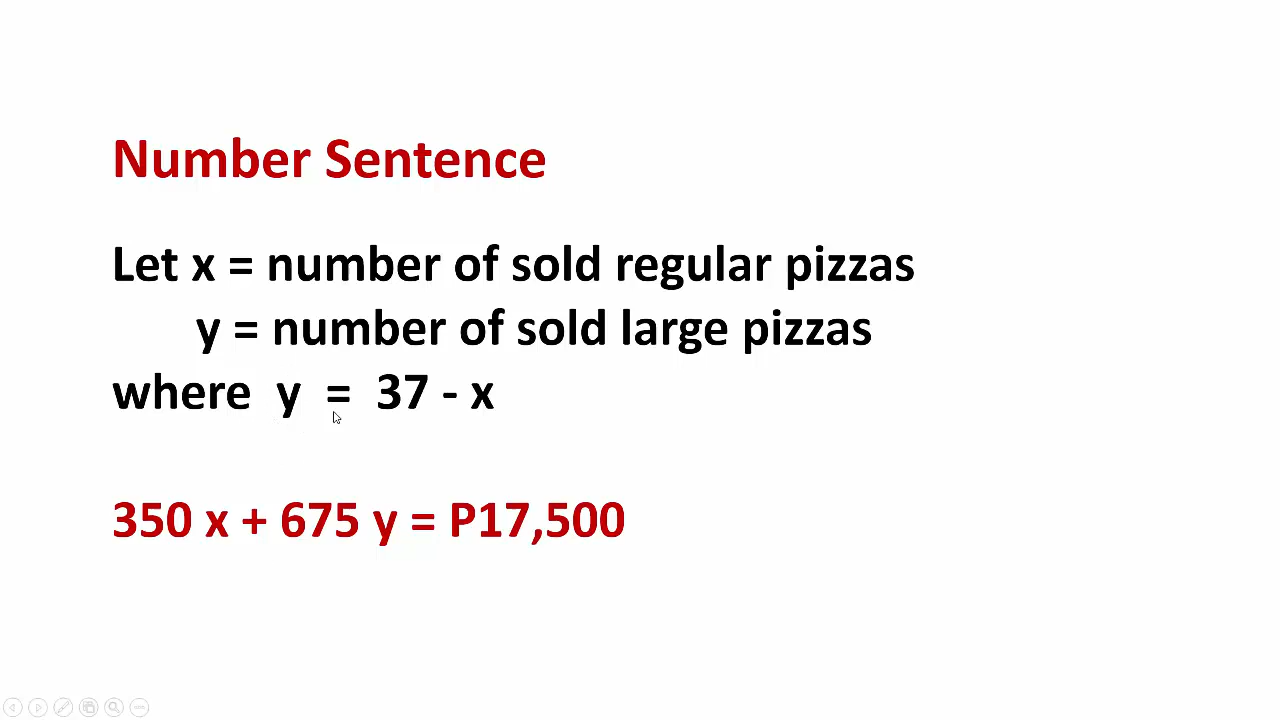 Number Sentence
Let x = number of sold regular pizzas
y = number of sold large pizzas
where y = 37 - x
350 x + 675 y = P17,500